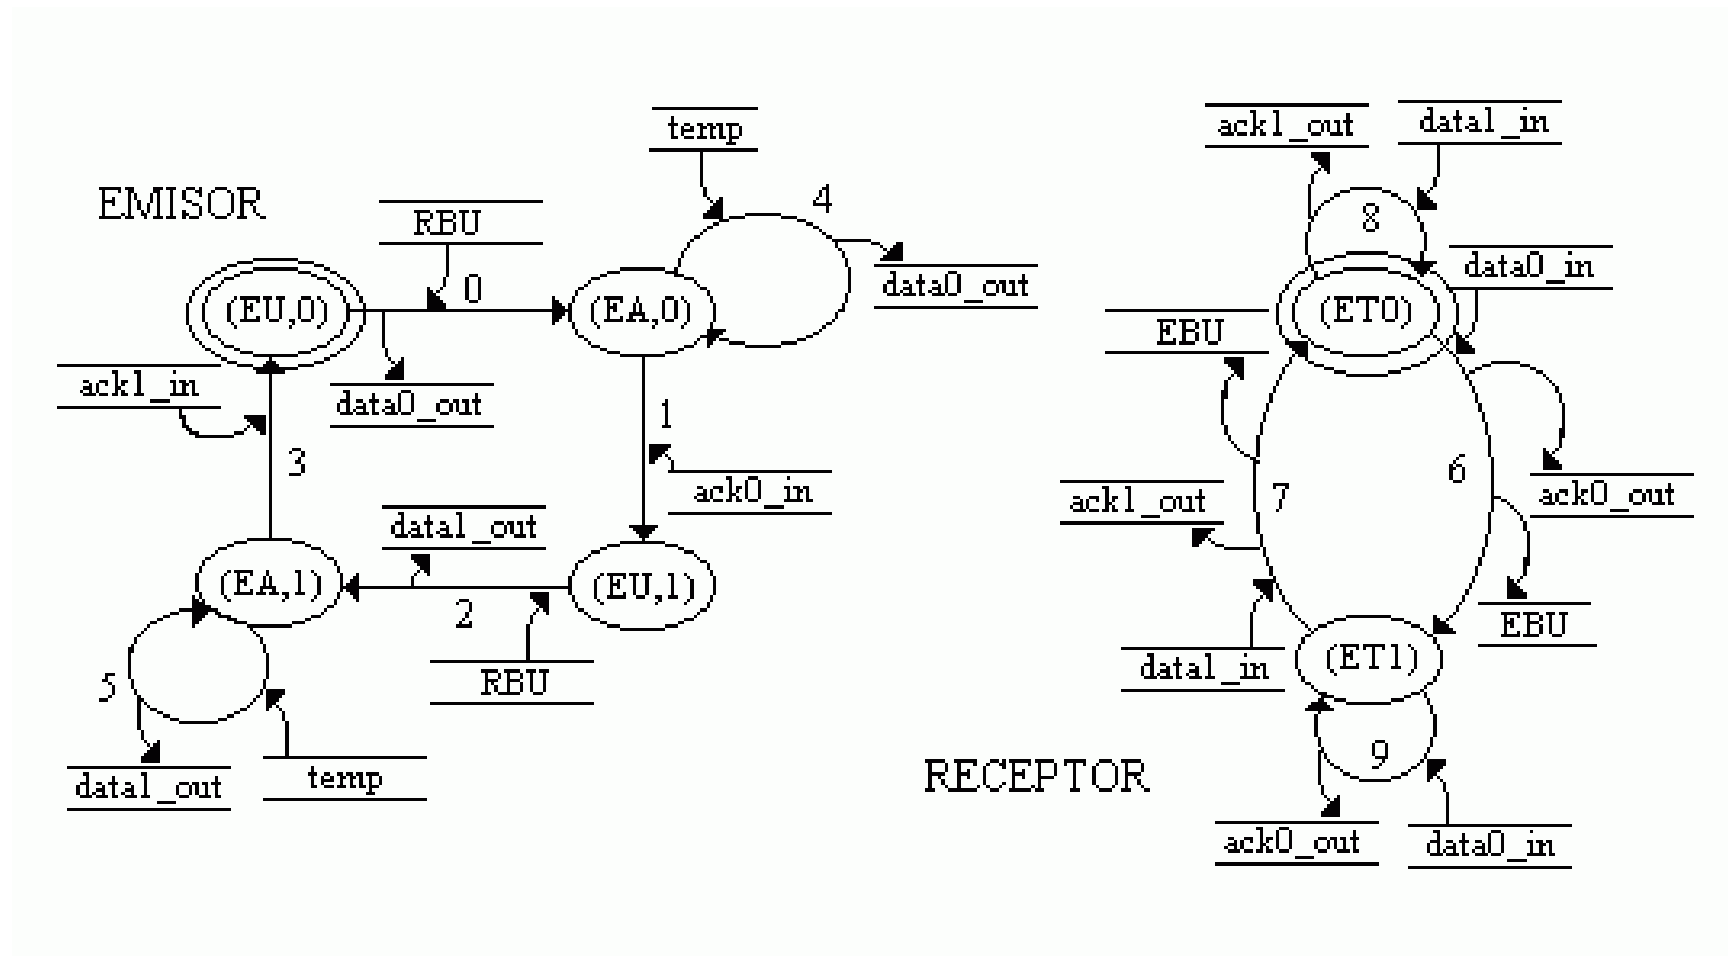 EMISOR
temp
4
RBU
data0_out
(EU,0)
0
(EA,0)
ack1_in
data0_out
1
3
ack0_in
data1_out
(EA,1)
2
(EU,1)
RBU
5
data1_out
temp
ack1_out
data1_in
8
data0_in
(ET0)
EBU
6
7
ack1_out
ack0_out
EBU
data1_in
(ET1)
9
RECEPTOR
ack0_out
data0_in